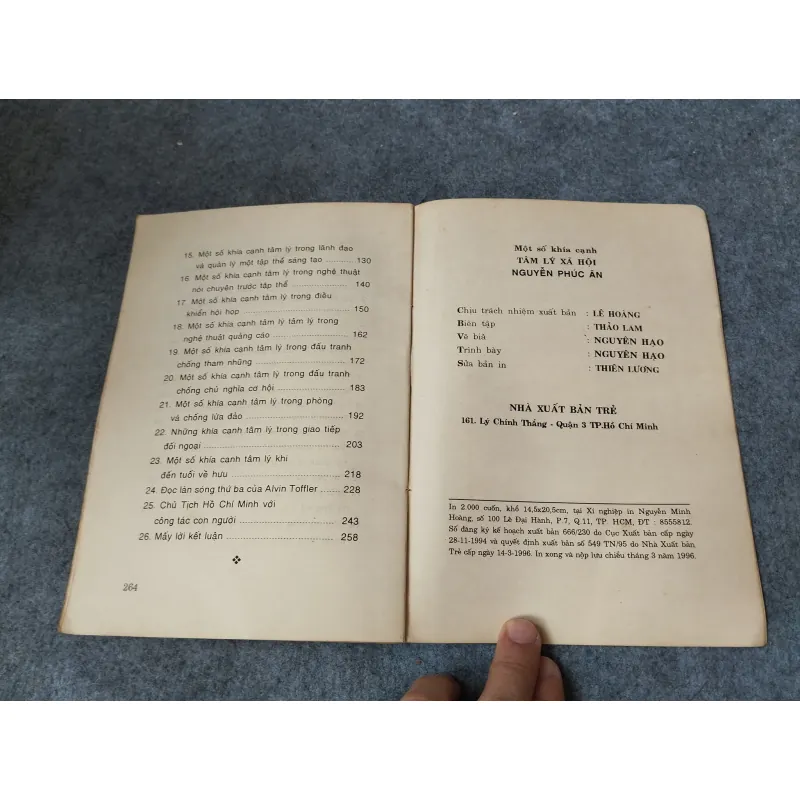 15. Một số khía cạnh tâm lý trong lãnh đạo
và quản lý một tập thể sáng tạo ............ 130
16. Một số khía cạnh tâm lý trong nghệ thuật
nói chuyện trước tập thể ................ 140
17. Một số khía cạnh tâm lý trong điều
khiển hội họp ................................ 150
18. Một số khía cạnh tâm lý tâm lý trong
nghệ thuật quảng cáo ..................... 162
19. Một số khía cạnh tâm lý trong đấu tranh
chống tham nhũng ......................... 172
20. Một số khía cạnh tâm lý trong đấu tranh
chống chủ nghĩa cơ hội ................... 183
21. Một số khía cạnh tâm lý trong phòng
và chống lừa đảo ........................... 192
22. Những khía cạnh tâm lý trong giao tiếp
đối ngoại ....................................... 203
23. Một số khía cạnh tâm lý khi
đến tuổi về hưu ............................. 218
24. Đọc làn sóng thứ ba của Alvin Toffler ....... 228
25. Chủ Tịch Hồ Chí Minh với
công tác con người ........................ 243
26. Mấy lời kết luận ............................ 258
264
Một số khía cạnh
TÂM LÝ XÃ HỘI
NGUYỄN PHÚC ÂN
Chịu trách nhiệm xuất bản : LÊ HOÀNG
Biên tập : THẢO LAM
Vẽ bìa : NGUYÊN HẠO
Trình bày : NGUYÊN HẠO
Sửa bản in : THIÊN LƯƠNG
NHÀ XUẤT BẢN TRẺ
161. Lý Chính Thắng - Quận 3 TP.Hồ Chí Minh
In 2.000 cuốn, khổ 14,5x20,5cm, tại Xí nghiệp in Nguyễn Minh
Hoàng, số 100 Lê Đại Hành, P.7, Q.11, TP. HCM, ĐT : 8555812.
Số đăng ký kế hoạch xuất bản 666/230 do Cục Xuất bản cấp ngày
28-11-1994 và quyết định xuất bản số 549 TN/95 do Nhà Xuất bản
Trẻ cấp ngày 14-3-1996. In xong và nộp lưu chiểu tháng 3 năm 1996.